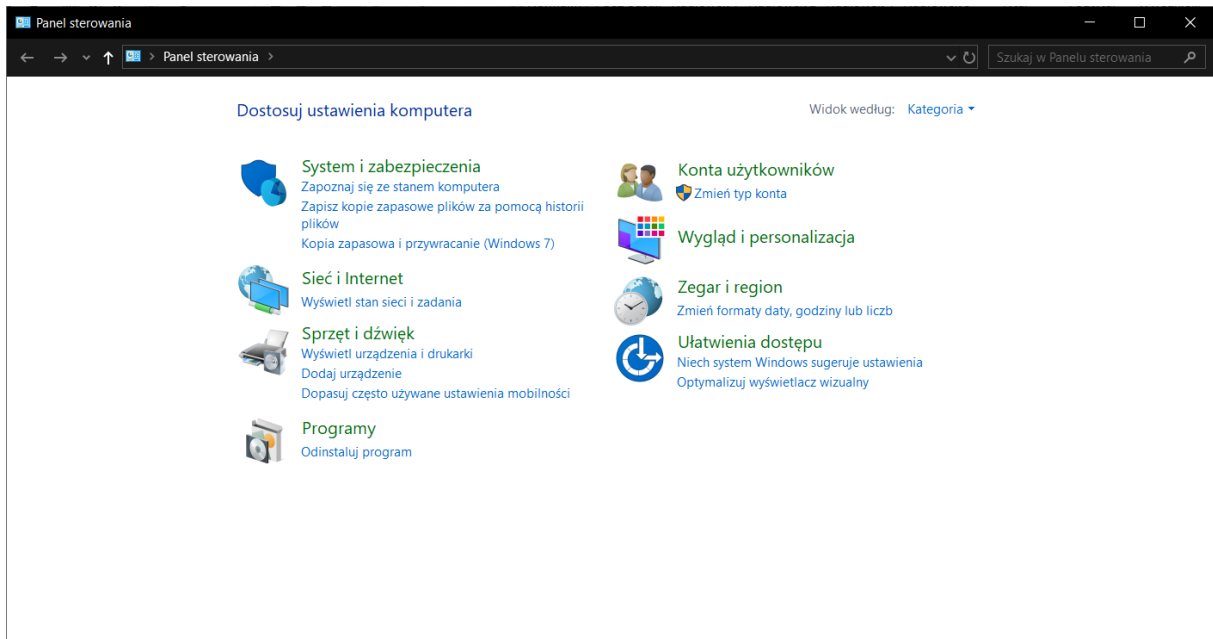 Panel sterowania
Panel sterowania
Szukaj w Panelu sterowania
Dostosuj ustawienia komputera
Widok według: Kategoria
System i zabezpieczenia
Zapoznaj się ze stanem komputera
Zapisz kopie zapasowe plików za pomocą historii
plików
Kopia zapasowa i przywracanie (Windows 7)
Sieć i Internet
Wyświetl stan sieci i zadania
Sprzęt i dźwięk
Wyświetl urządzenia i drukarki
Dodaj urządzenie
Dopasuj często używane ustawienia mobilności
Programy
Odinstaluj program
Konta użytkowników
Zmień typ konta
Wygląd i personalizacja
Zegar i region
Zmień formaty daty, godziny lub liczb
Ułatwienia dostępu
Niech system Windows sugeruje ustawienia
Optymalizuj wyświetlacz wizualny